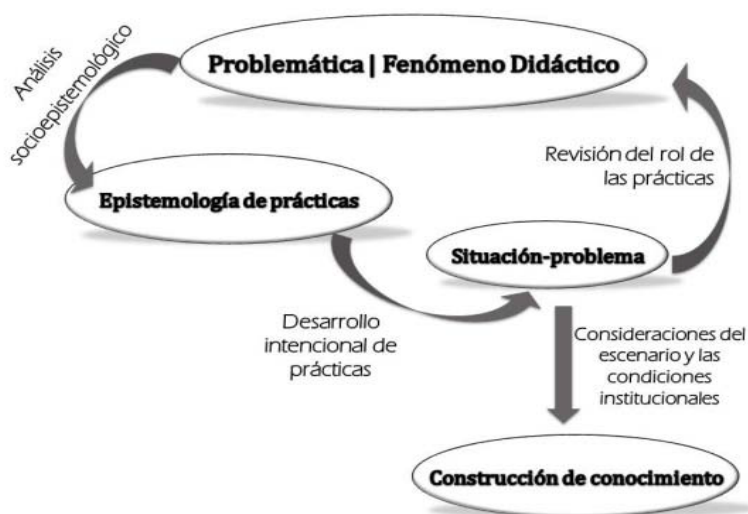 Análisis
socioepistemológico
Problemática | Fenómeno Didáctico
Revisión del rol de
las prácticas
Epistemología de prácticas
Situación-problema
Desarrollo
intencional de
prácticas
Consideraciones del
escenario y las
condiciones
institucionales
Construcción de conocimiento